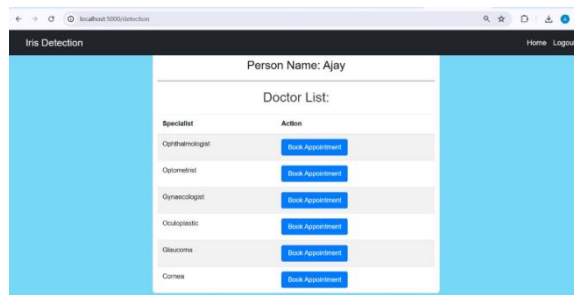 localhost:5000/detection
Iris Detection Home Logout
Person Name: Ajay
Doctor List:
Specialist Action
Ophthalmologist Book Appointment
Optometrist Book Appointment
Gynaecologist Book Appointment
Oculoplastic Book Appointment
Glaucoma Book Appointment
Cornea Book Appointment